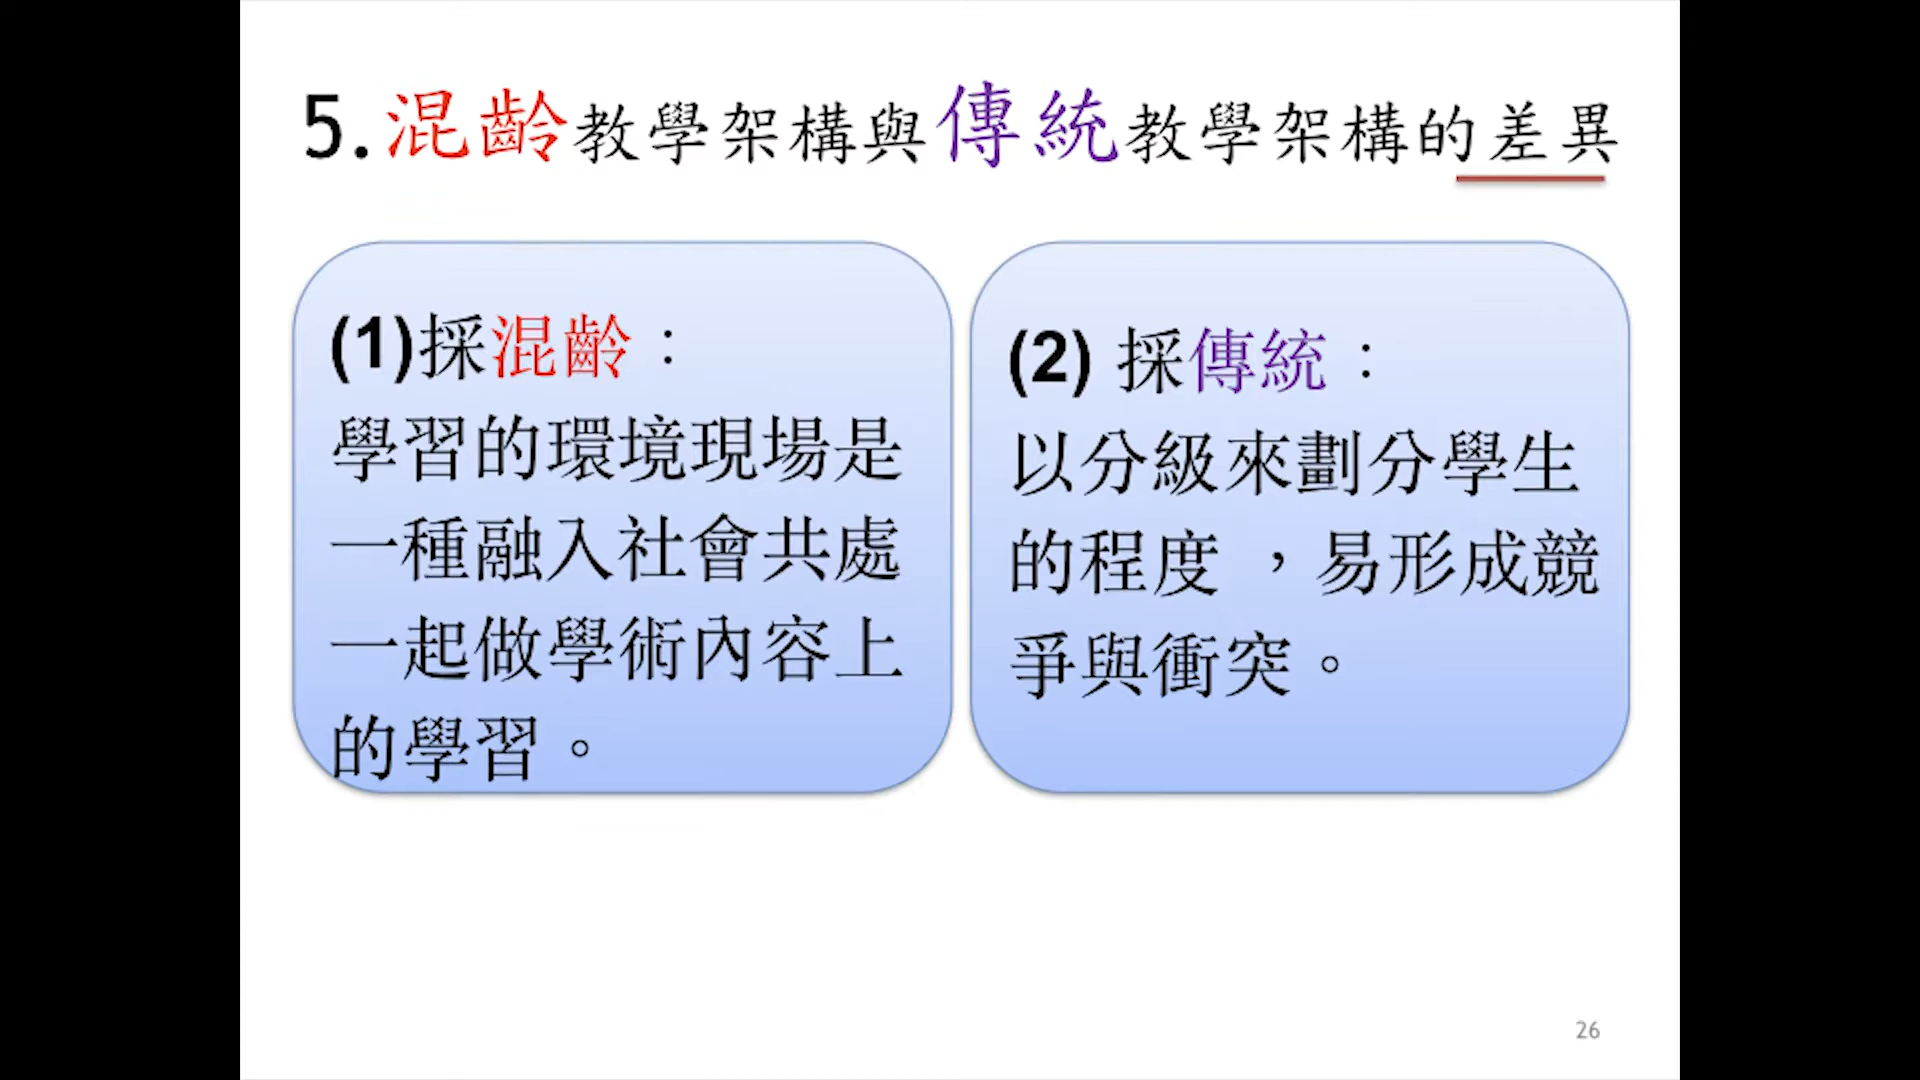 5.混齡教學架構與傳統教學架構的差異
(1)採混齡：
學習的環境現場是
一種融入社會共處
一起做學術內容上
的學習。
(2) 採傳統：
以分級來劃分學生
的程度 ，易形成競
爭與衝突。
26